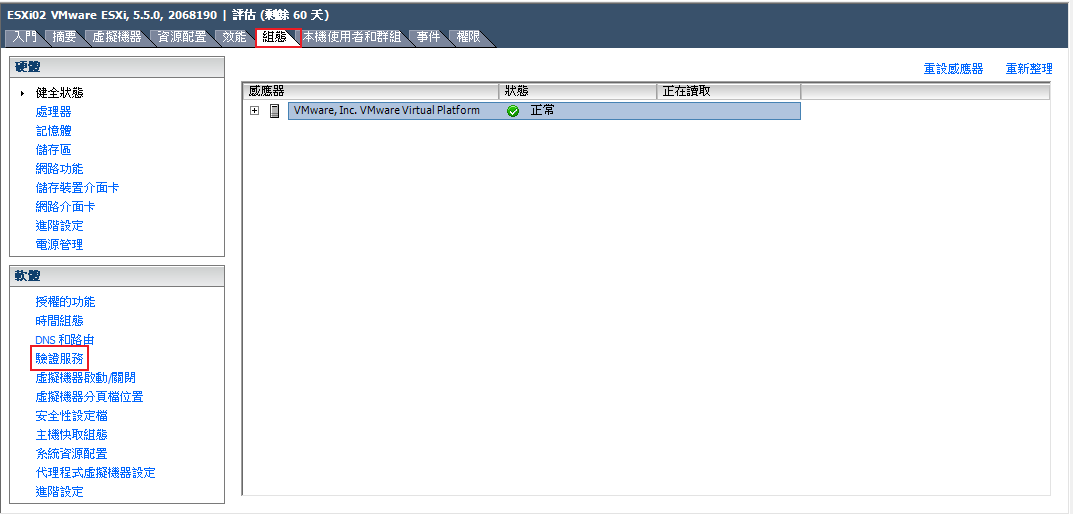 ESXi02 VMware ESXi, 5.5.0, 2068190 | 評估 (剩餘 60 天)
入門 摘要 虛擬機器 資源配置 效能 組態 本機使用者和群組 事件 權限
硬體
健全狀態
處理器
記憶體
儲存區
網路功能
儲存裝置介面卡
網路介面卡
進階設定
電源管理
軟體
授權的功能
時間組態
DNS 和路由
驗證服務
虛擬機器啟動/關閉
虛擬機器分頁檔位置
安全性設定檔
主機快取組態
系統資源配置
代理程式虛擬機器設定
進階設定
重設感應器 重新整理
感應器 狀態 正在讀取
VMware, Inc. VMware Virtual Platform 正常